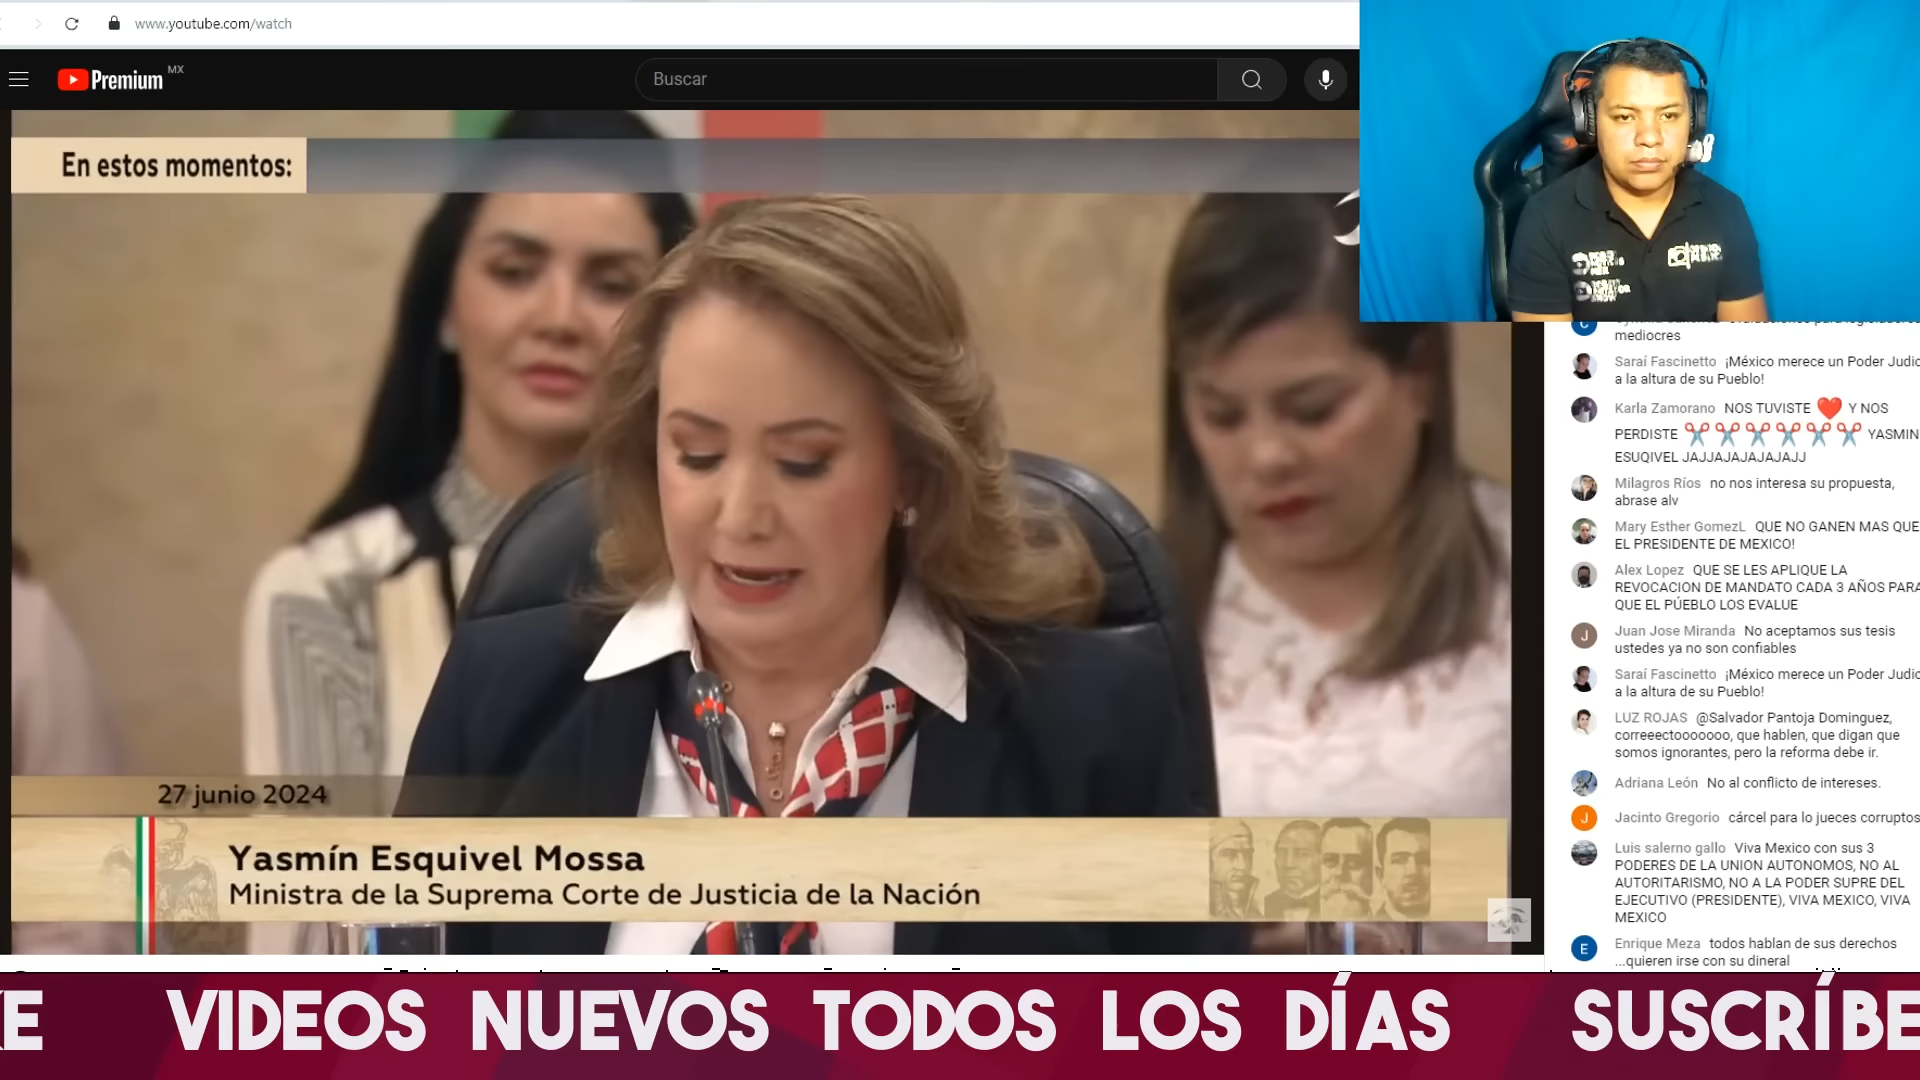 www.youtube.com/watch
Premium MX
Buscar
En estos momentos:
27 junio 2024
Yasmín Esquivel Mossa
Ministra de la Suprema Corte de Justicia de la Nación
mediocres
Saraí Fascinetto ¡México merece un Poder Judic
a la altura de su Pueblo!
Karla Zamorano NOS TUVISTE ❤️ Y NOS
PERDISTE ✂️✂️✂️✂️✂️✂️ YASMIN
ESUQIVEL JAJJAJAJAJAJJ
Milagros Ríos no nos interesa su propuesta,
abrase alv
Mary Esther GomezL QUE NO GANEN MAS QUE
EL PRESIDENTE DE MEXICO!
Alex Lopez QUE SE LES APLIQUE LA
REVOCACION DE MANDATO CADA 3 AÑOS PARA
QUE EL PÚEBLO LOS EVALUE
J Juan Jose Miranda No aceptamos sus tesis
ustedes ya no son confiables
Saraí Fascinetto ¡México merece un Poder Judic
a la altura de su Pueblo!
LUZ ROJAS @Salvador Pantoja Dominguez,
correeectooooooo, que hablen, que digan que
somos ignorantes, pero la reforma debe ir.
Adriana León No al conflicto de intereses.
J Jacinto Gregorio cárcel para lo jueces corruptos
Luis salerno gallo Viva Mexico con sus 3
PODERES DE LA UNION AUTONOMOS, NO AL
AUTORITARISMO, NO A LA PODER SUPRE DEL
EJECUTIVO (PRESIDENTE), VIVA MEXICO, VIVA
MEXICO
E Enrique Meza todos hablan de sus derechos
...quieren irse con su dineral
KE VIDEOS NUEVOS TODOS LOS DÍAS SUSCRÍBE